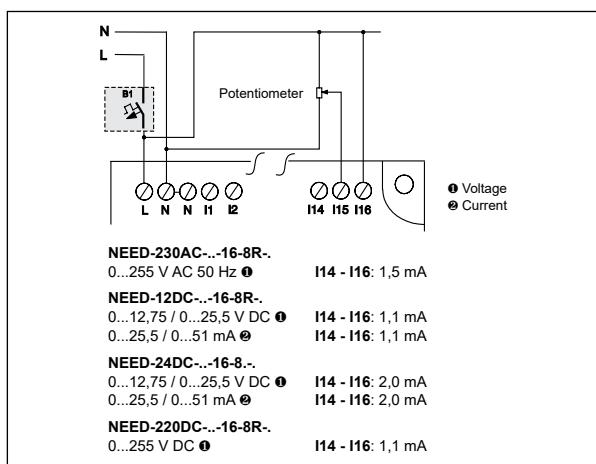 N
L
B1
Potentiometer
L N N I1 I2 I14 I15 I16
❶ Voltage
❷ Current
NEED-230AC-..-16-8R-.
0...255 V AC 50 Hz ❶ I14 - I16: 1,5 mA
NEED-12DC-..-16-8R-.
0...12,75 / 0...25,5 V DC ❶ I14 - I16: 1,1 mA
0...25,5 / 0...51 mA ❷ I14 - I16: 1,1 mA
NEED-24DC-..-16-8.-.
0...12,75 / 0...25,5 V DC ❶ I14 - I16: 2,0 mA
0...25,5 / 0...51 mA ❷ I14 - I16: 2,0 mA
NEED-220DC-..-16-8R-.
0...255 V DC ❶ I14 - I16: 1,1 mA